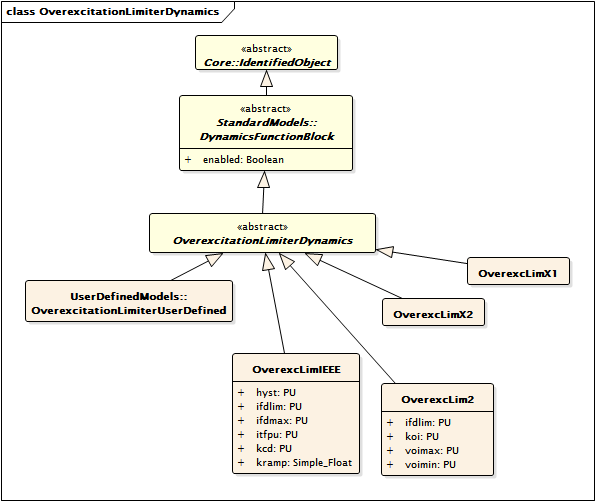 class OverexcitationLimiterDynamics
«abstract»
Core::IdentifiedObject
«abstract»
StandardModels::
DynamicsFunctionBlock
+ enabled: Boolean
«abstract»
OverexcitationLimiterDynamics
OverexcLimX1
UserDefinedModels::
OverexcitationLimiterUserDefined
OverexcLimX2
OverexcLimIEEE
+ hyst: PU
+ ifdlim: PU
+ ifdmax: PU
+ itfpu: PU
+ kcd: PU
+ kramp: Simple_Float
OverexcLim2
+ ifdlim: PU
+ koi: PU
+ voimax: PU
+ voimin: PU